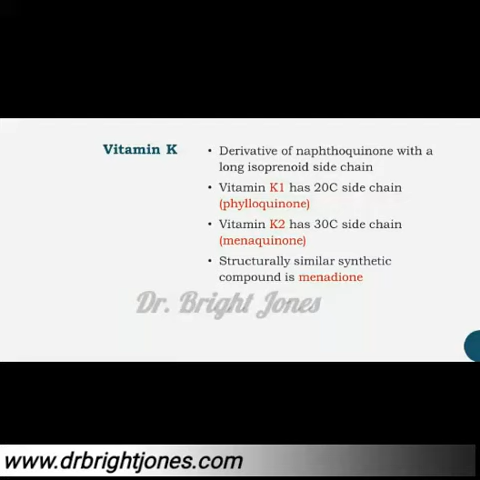 Vitamin K
• Derivative of naphthoquinone with a
long isoprenoid side chain
• Vitamin K1 has 20C side chain
(phylloquinone)
• Vitamin K2 has 30C side chain
(menaquinone)
• Structurally similar synthetic
compound is menadione
Dr. Bright Jones
www.drbrightjones.com